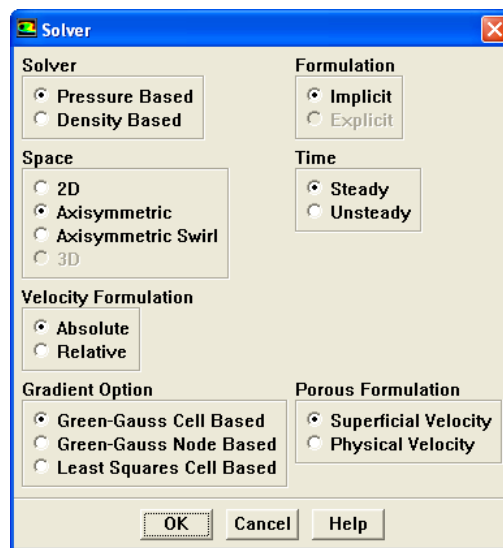 Solver
Solver
Formulation
Pressure Based
Implicit
Density Based
Explicit
Space
Time
2D
Steady
Axisymmetric
Unsteady
Axisymmetric Swirl
3D
Velocity Formulation
Absolute
Relative
Gradient Option
Porous Formulation
Green-Gauss Cell Based
Superficial Velocity
Green-Gauss Node Based
Physical Velocity
Least Squares Cell Based
OK
Cancel
Help